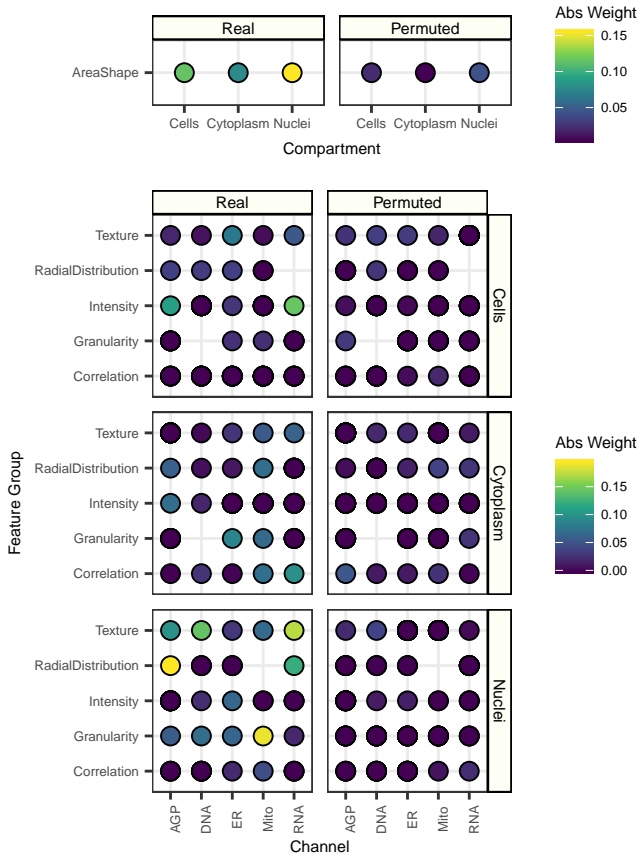 Real
Permuted
AreaShape
Cells
Cytoplasm
Nuclei
Cells
Cytoplasm
Nuclei
Compartment
Abs Weight
0.15
0.10
0.05
Real
Permuted
Texture
RadialDistribution
Intensity
Granularity
Correlation
Cells
Texture
RadialDistribution
Intensity
Granularity
Correlation
Cytoplasm
Texture
RadialDistribution
Intensity
Granularity
Correlation
Nuclei
Feature Group
AGP
DNA
ER
Mito
RNA
AGP
DNA
ER
Mito
RNA
Channel
Abs Weight
0.15
0.10
0.05
0.00